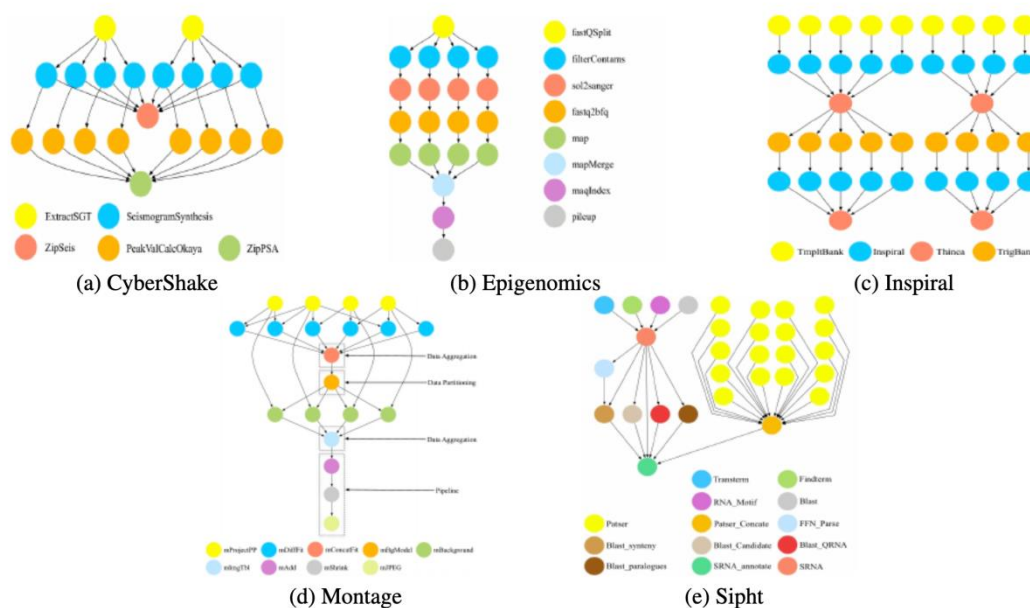 fastQSplit
filterContams
sol2sanger
fastq2bfq
map
mapMerge
maqIndex
pileup
ExtractSGT SeismogramSynthesis
ZipSeis PeakValCalcOkaya ZipPSA
TmpltBank Inspiral Thinca TrigBan
(a) CyberShake
(b) Epigenomics
(c) Inspiral
Data Aggregation
Data Partitioning
Data Aggregation
Pipeline
mProjectPP mDiffFit mConcatFit mBgModel mBackground
mImgTbl mAdd mShrink mJPEG
Transterm Findterm
RNA_Motif Blast
Patser Patser_Concate FFN_Parse
Blast_synteny Blast_Candidate Blast_QRNA
Blast_paralogues SRNA_annotate SRNA
(d) Montage
(e) Sipht